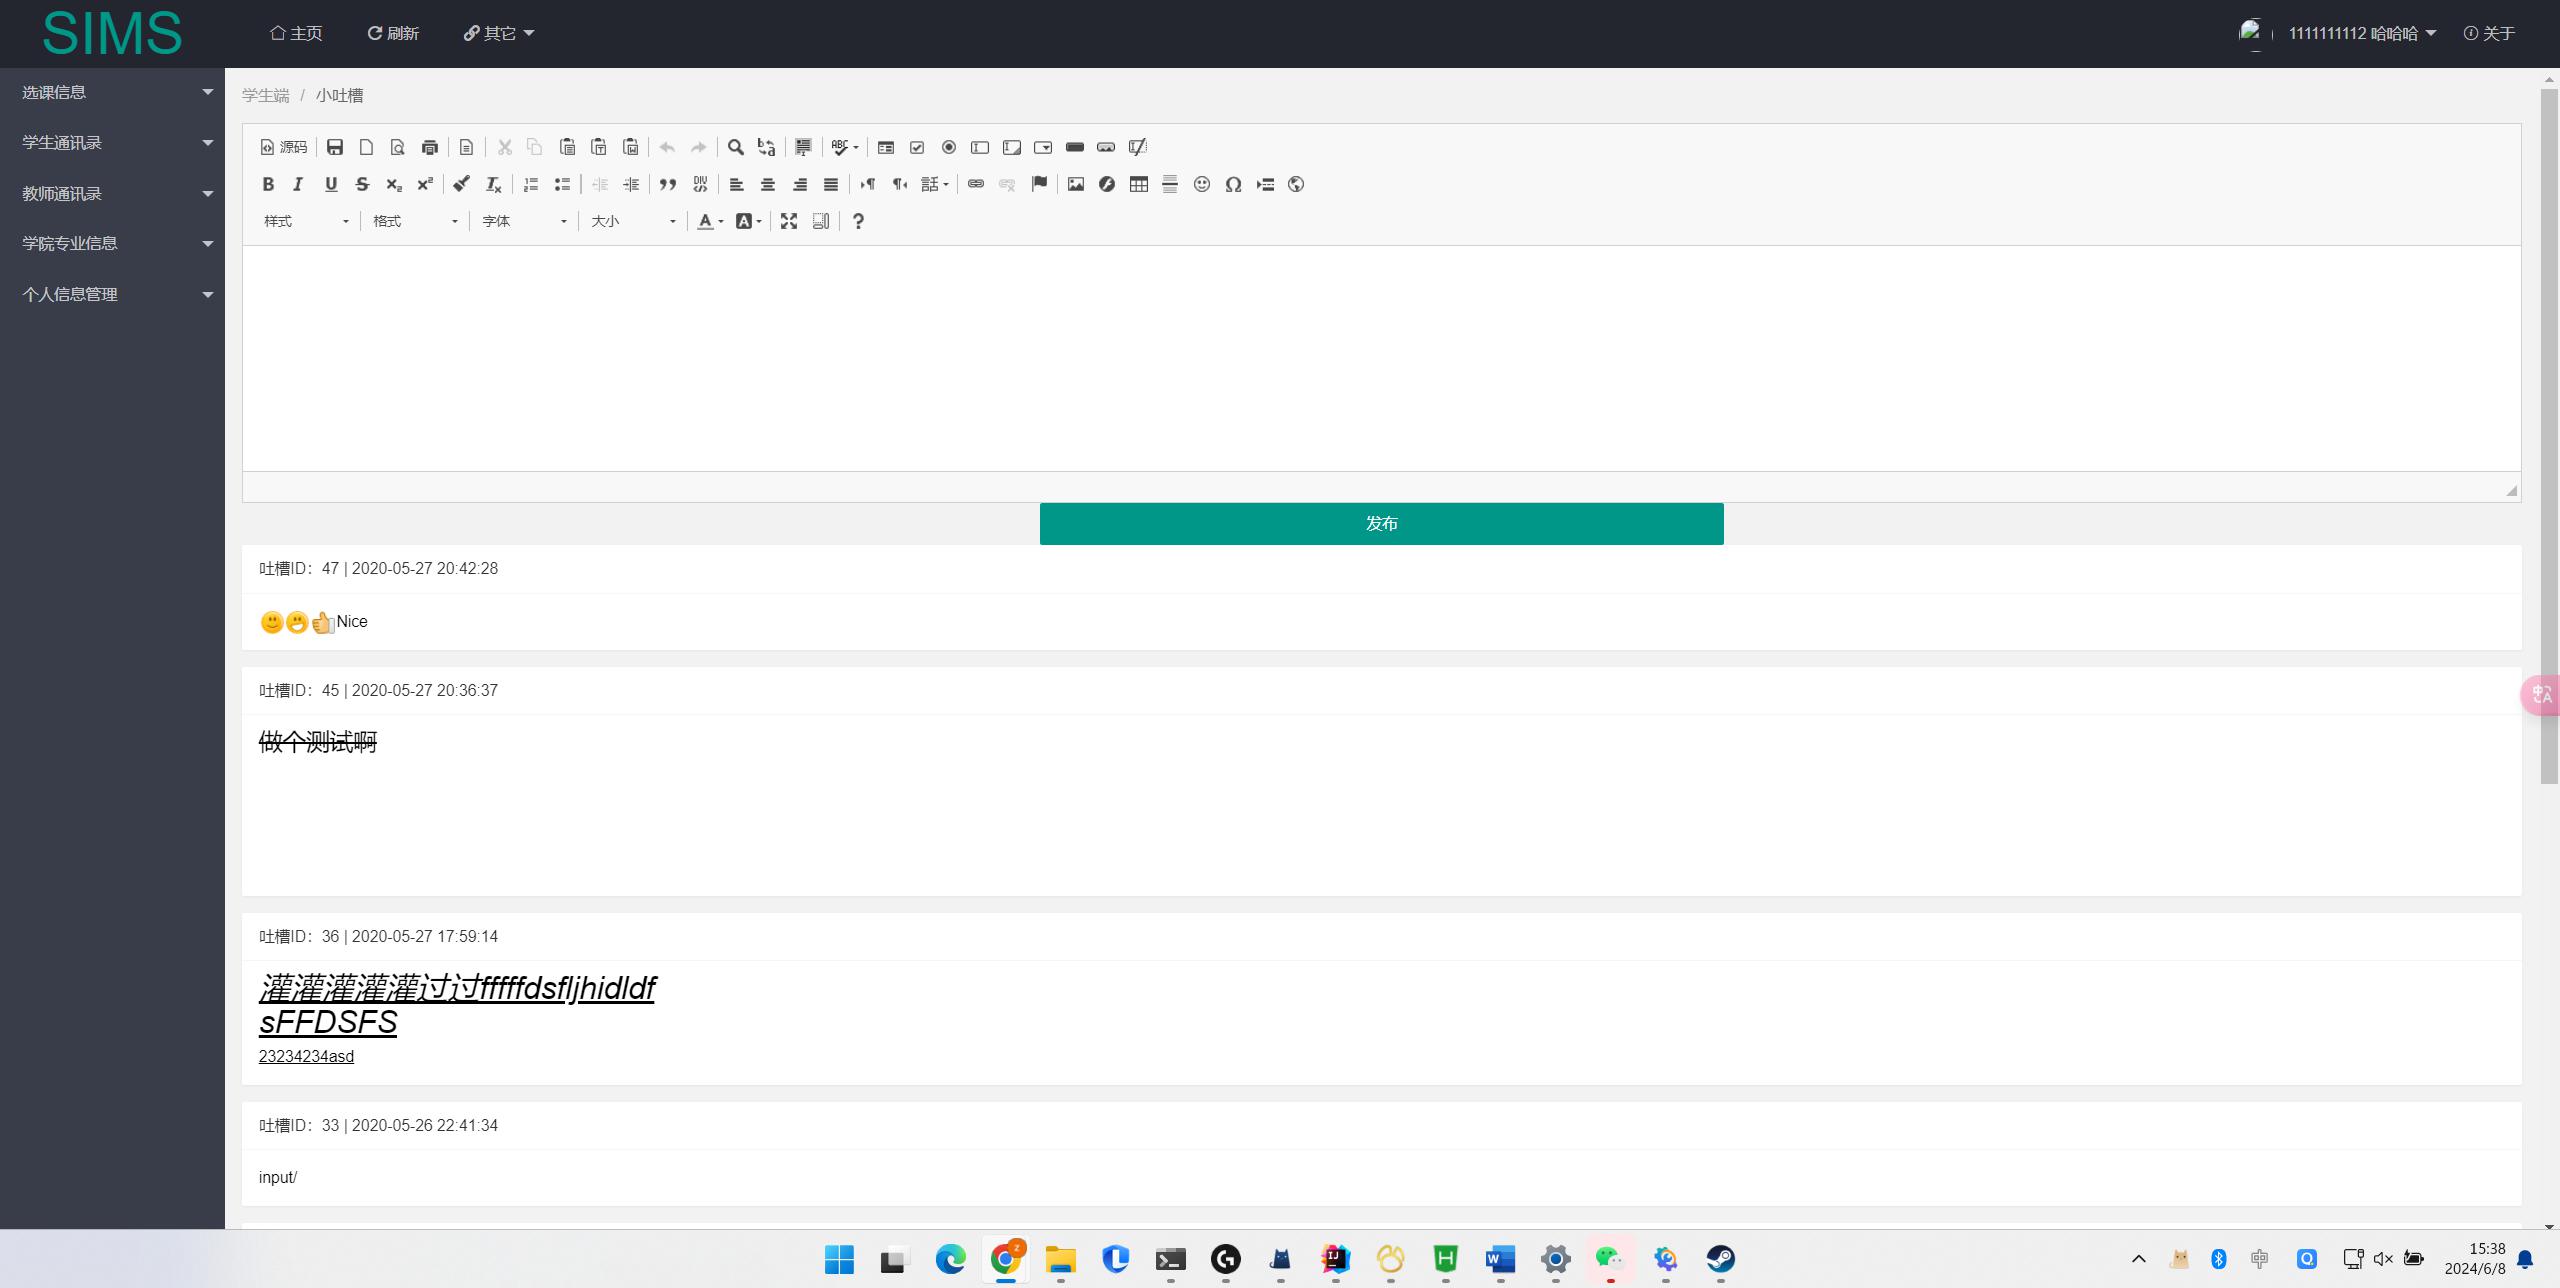 SIMS
主页
刷新
其它
1111111112 哈哈哈
关于
选课信息
学生通讯录
教师通讯录
学院专业信息
个人信息管理
学生端 / 小吐槽
源码
样式
格式
字体
大小
发布
吐槽ID：47 | 2020-05-27 20:42:28
Nice
吐槽ID：45 | 2020-05-27 20:36:37
做个测试啊
吐槽ID：36 | 2020-05-27 17:59:14
灌灌灌灌灌过过fffffdsfljhidldf
sFFDSFS
23234234asd
吐槽ID：33 | 2020-05-26 22:41:34
input/
15:38
2024/6/8